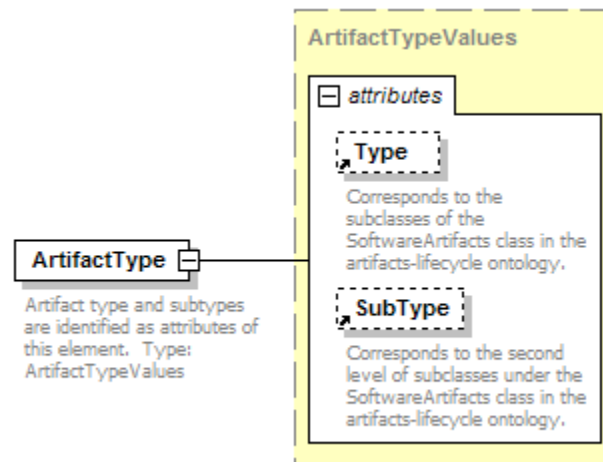 ArtifactTypeValues
attributes
Type
Corresponds to the
subclasses of the
SoftwareArtifacts class in the
artifacts-lifecycle ontology.
ArtifactType
Artifact type and subtypes
are identified as attributes of
this element.  Type:
ArtifactTypeValues
SubType
Corresponds to the second
level of subclasses under the
SoftwareArtifacts class in the
artifacts-lifecycle ontology.